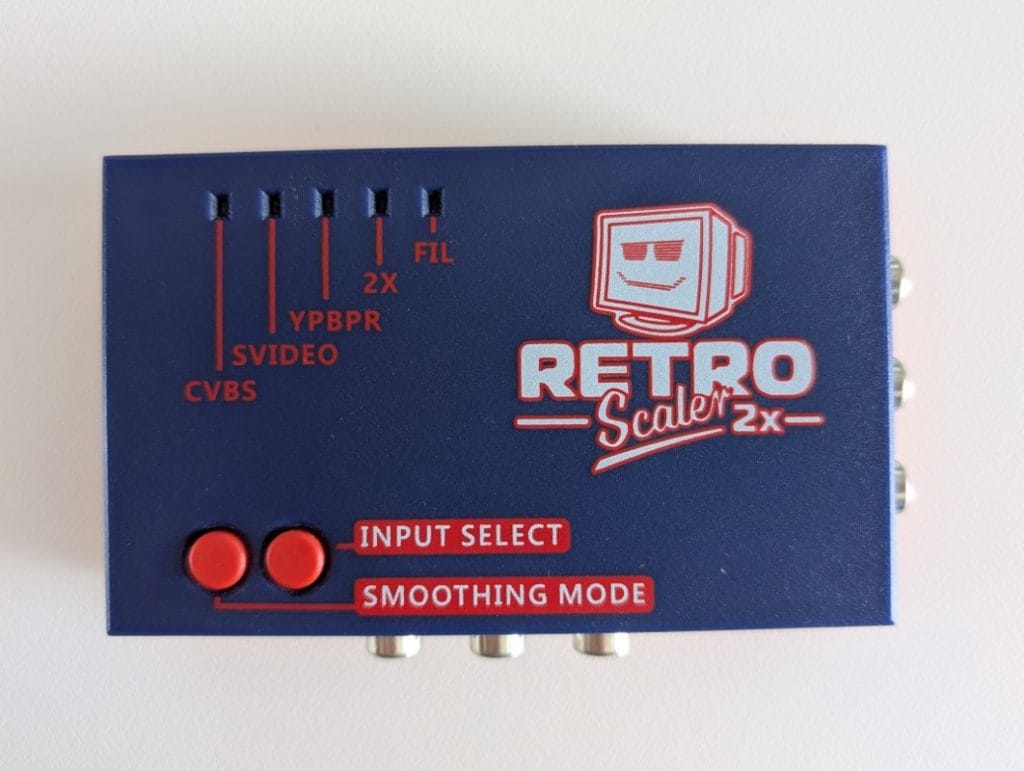 FIL
2X
YPBPR
SVIDEO
CVBS
RETRO
Scaler 2x
INPUT SELECT
SMOOTHING MODE